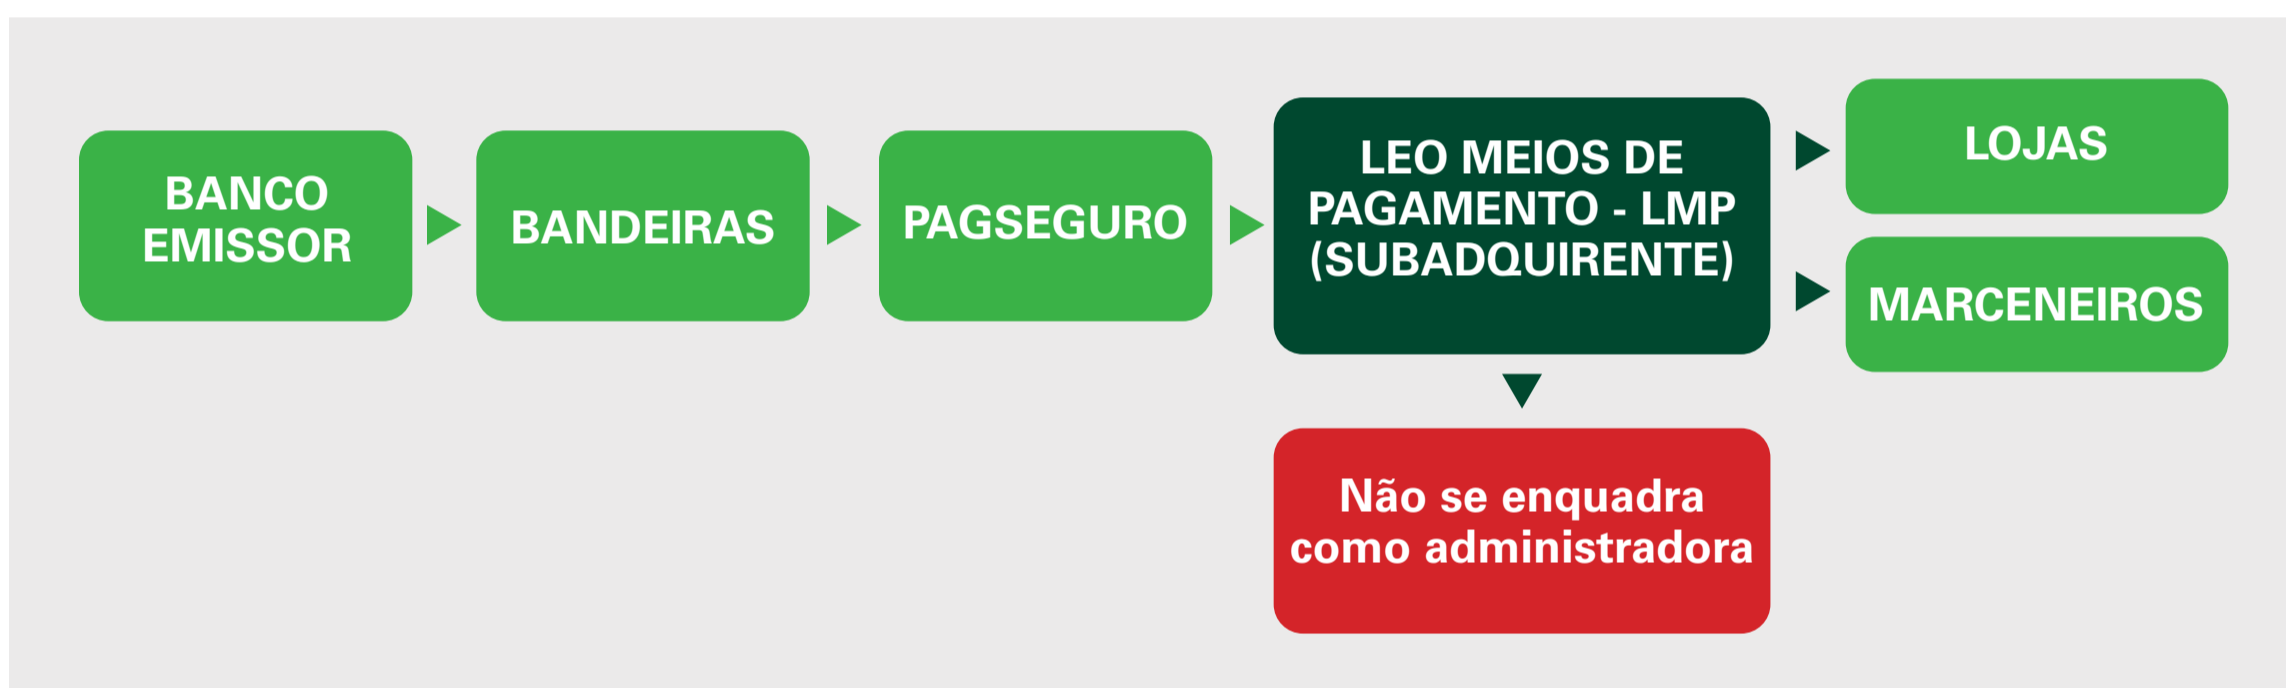 BANCO
EMISSOR
BANDEIRAS
PAGSEGURO
LEO MEIOS DE
PAGAMENTO - LMP
(SUBADQUIRENTE)
LOJAS
MARCENEIROS
Não se enquadra
como administradora